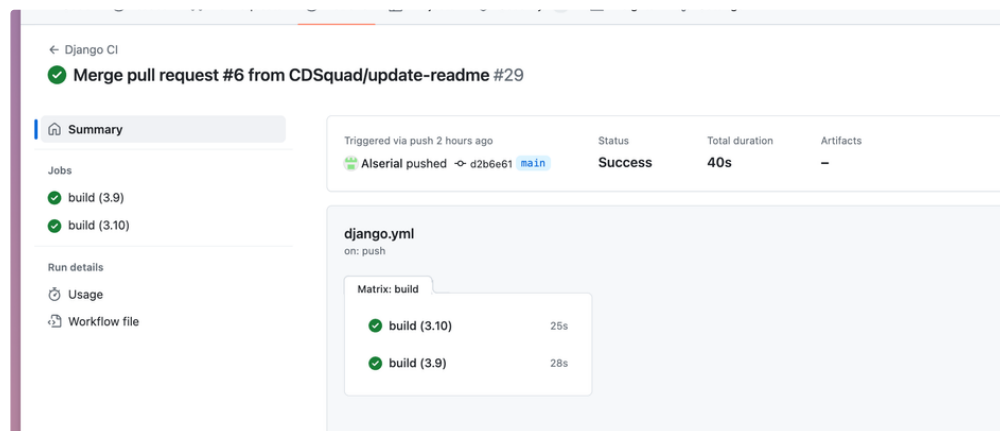 ← Django CI
Merge pull request #6 from CDSquad/update-readme #29
Summary
Jobs
build (3.9)
build (3.10)
Run details
Usage
Workflow file
Triggered via push 2 hours ago
Alserial pushed d2b6e61 main
Status
Success
Total duration
40s
Artifacts
–
django.yml
on: push
Matrix: build
build (3.10) 25s
build (3.9) 28s